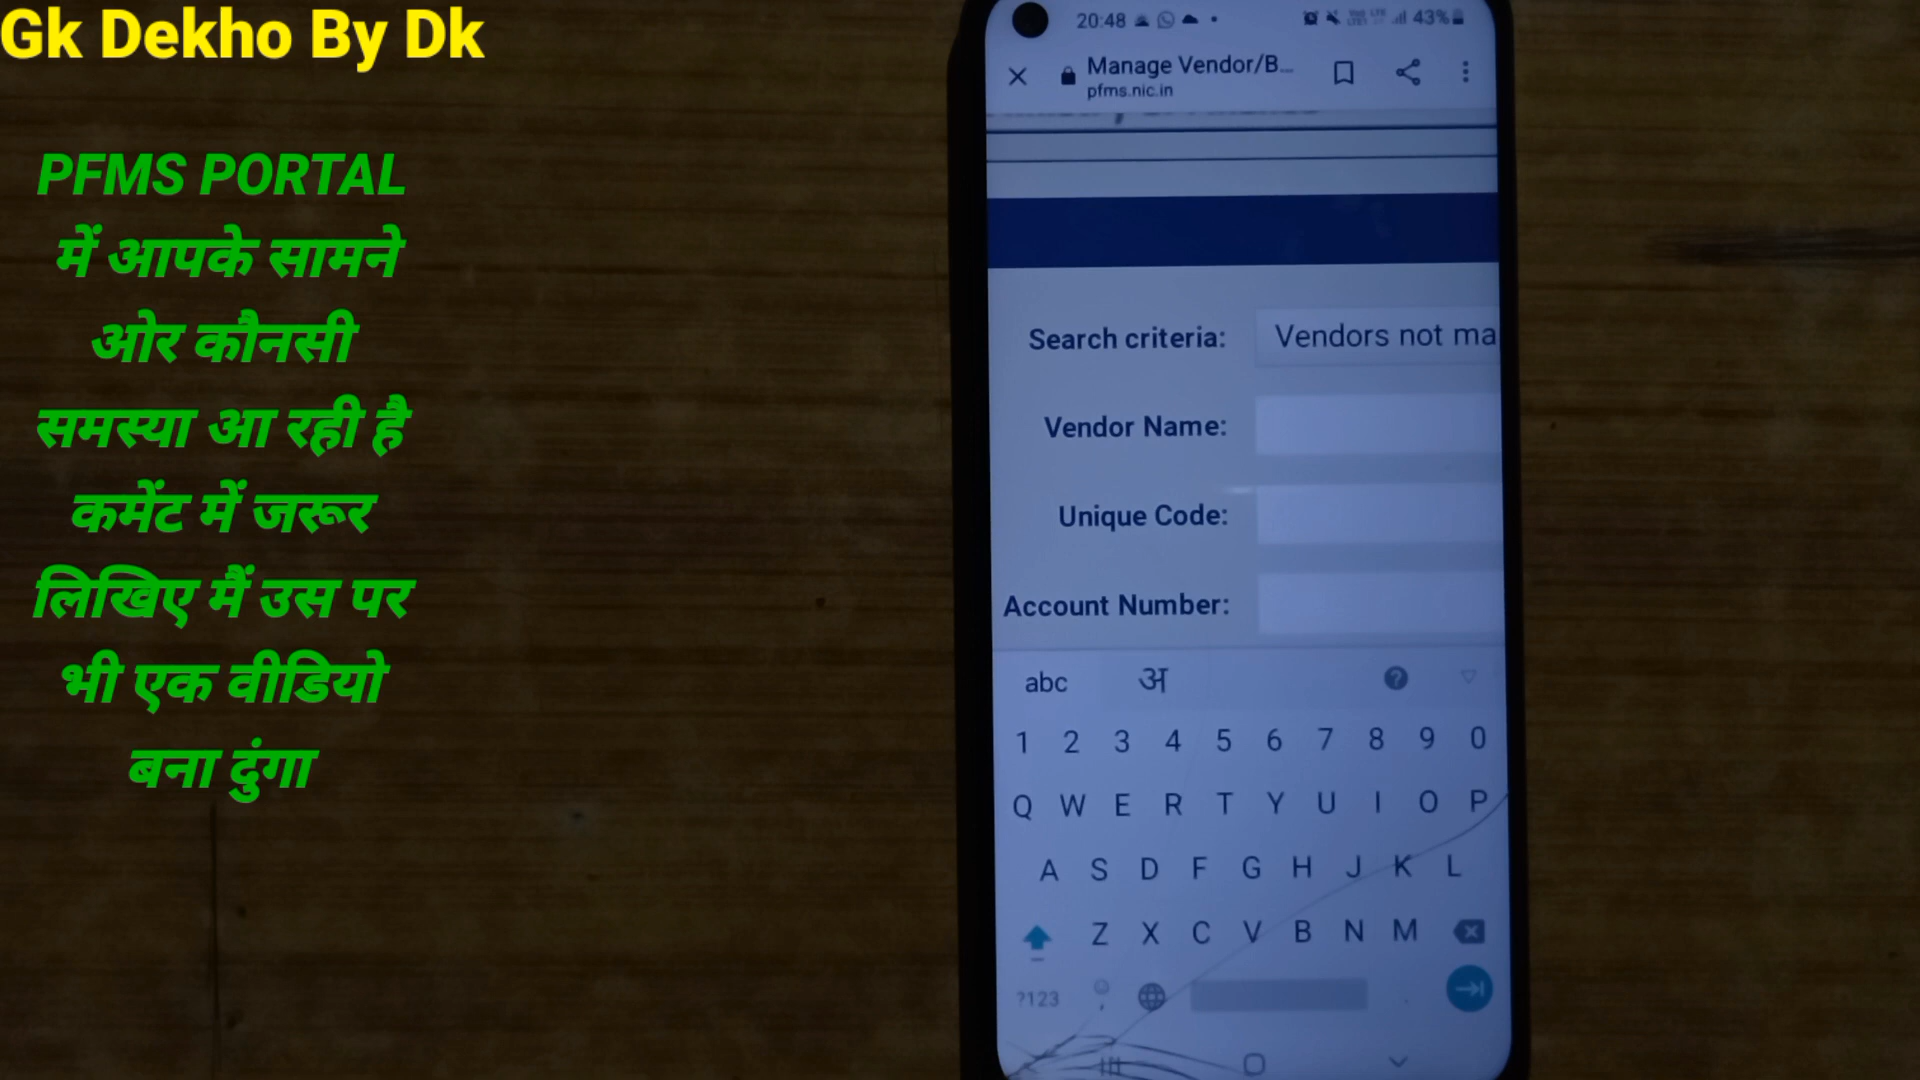 Gk Dekho By Dk
PFMS PORTAL
में आपके सामने
ओर कौनसी
समस्या आ रही है
कमेंट में जरूर
लिखिए मैं उस पर
भी एक वीडियो
बना दुंगा
20:48
43%
Manage Vendor/B...
pfms.nic.in
Search criteria: Vendors not ma
Vendor Name:
Unique Code:
Account Number:
abc अ
1 2 3 4 5 6 7 8 9 0
Q W E R T Y U I O P
A S D F G H J K L
Z X C V B N M
?123 , .